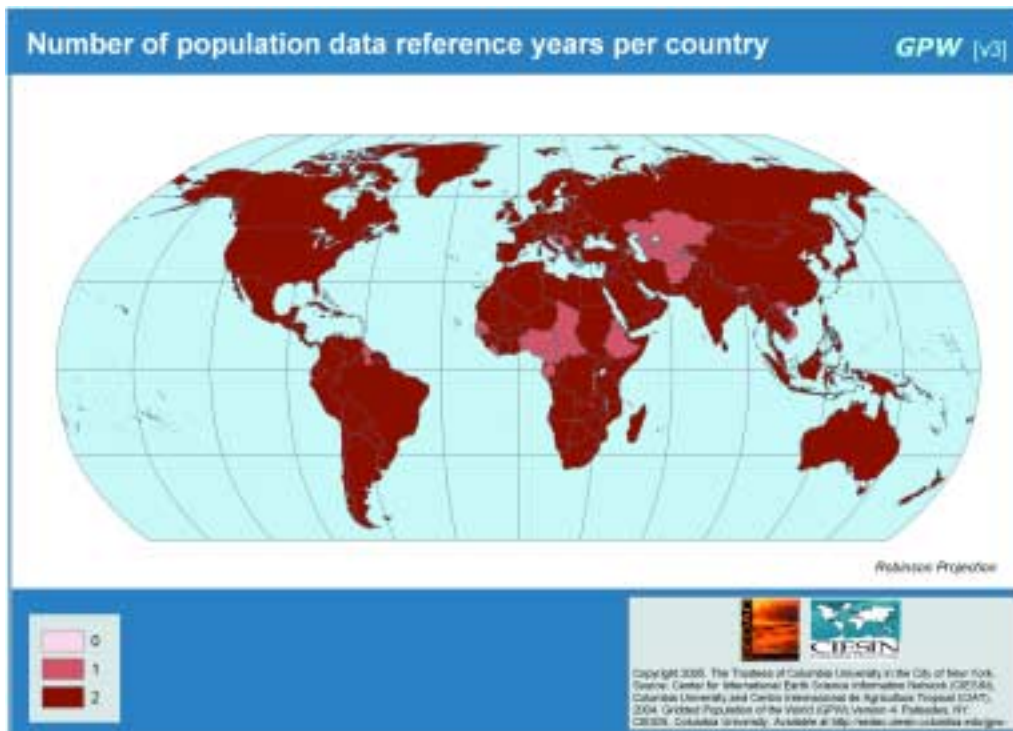 Number of population data reference years per country
GPW [v3]
Robinson Projection
0
1
2
CIESIN
Copyright 2005. The Trustees of Columbia University in the City of New York.
Source: Center for International Earth Science Information Network (CIESIN),
Columbia University and Centro Internacional de Agricultura Tropical (CIAT),
2004. Gridded Population of the World (GPW), Version 4. Palisades, NY:
CIESIN, Columbia University. Available at http://sedac.ciesin.columbia.edu/gpw